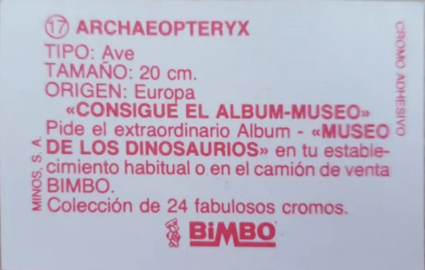 17 ARCHAEOPTERYX
TIPO: Ave
TAMAÑO: 20 cm.
ORIGEN: Europa
«CONSIGUE EL ALBUM-MUSEO»
Pide el extraordinario Album - «MUSEO
DE LOS DINOSAURIOS» en tu estable-
cimiento habitual o en el camión de venta
BIMBO.
Colección de 24 fabulosos cromos.
BIMBO
MINOS, S. A.
CROMO ADHESIVO